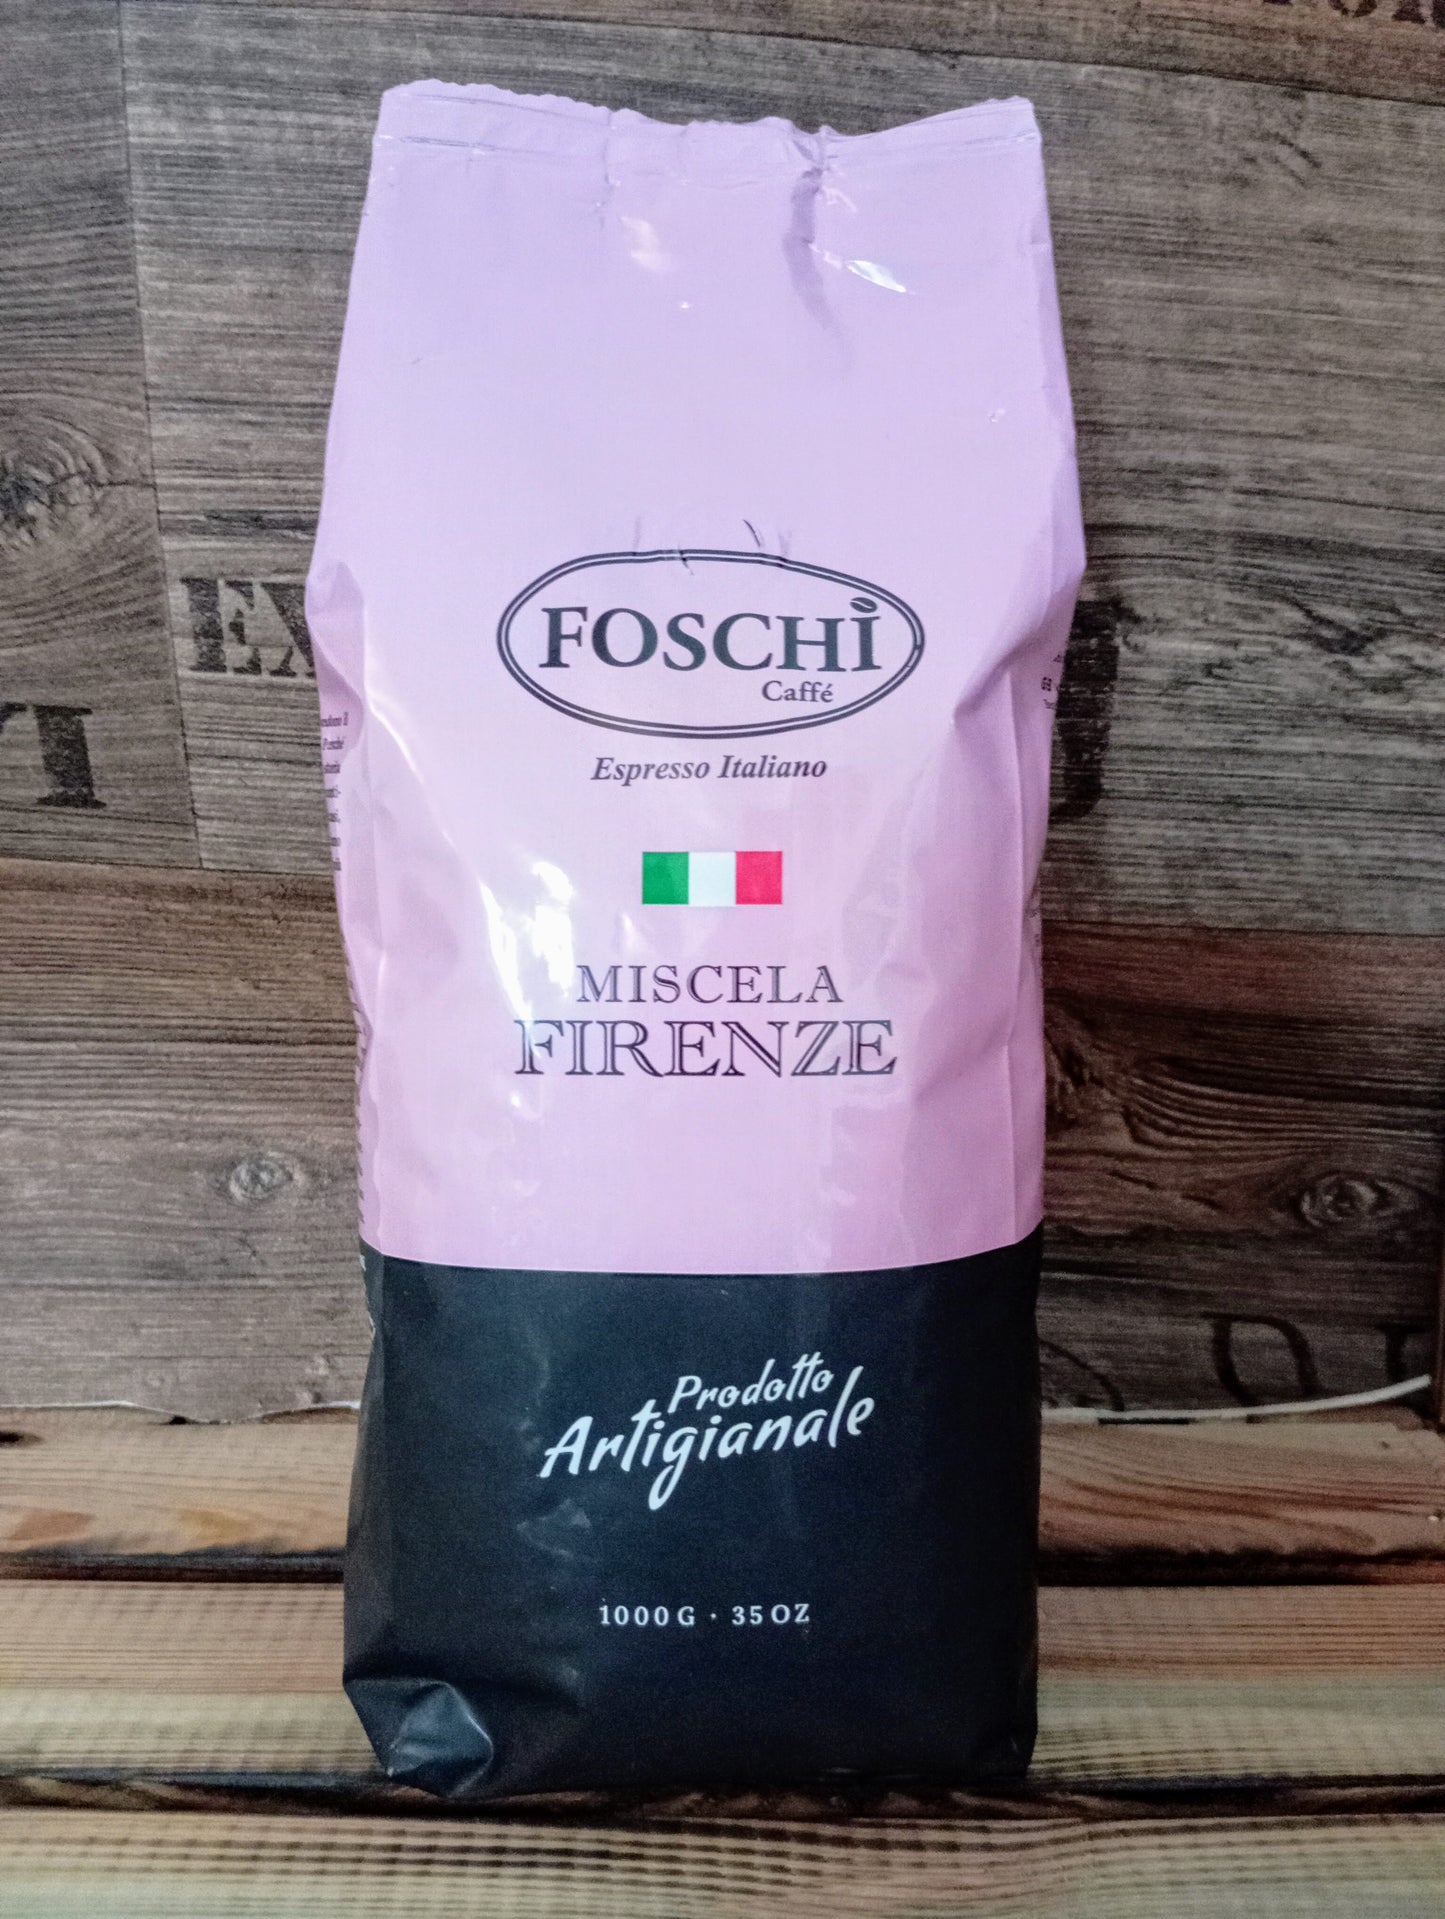 FOSCHI
Caffé
Espresso Italiano
MISCELA
FIRENZE
Prodotto
Artigianale
1000 G · 35 OZ